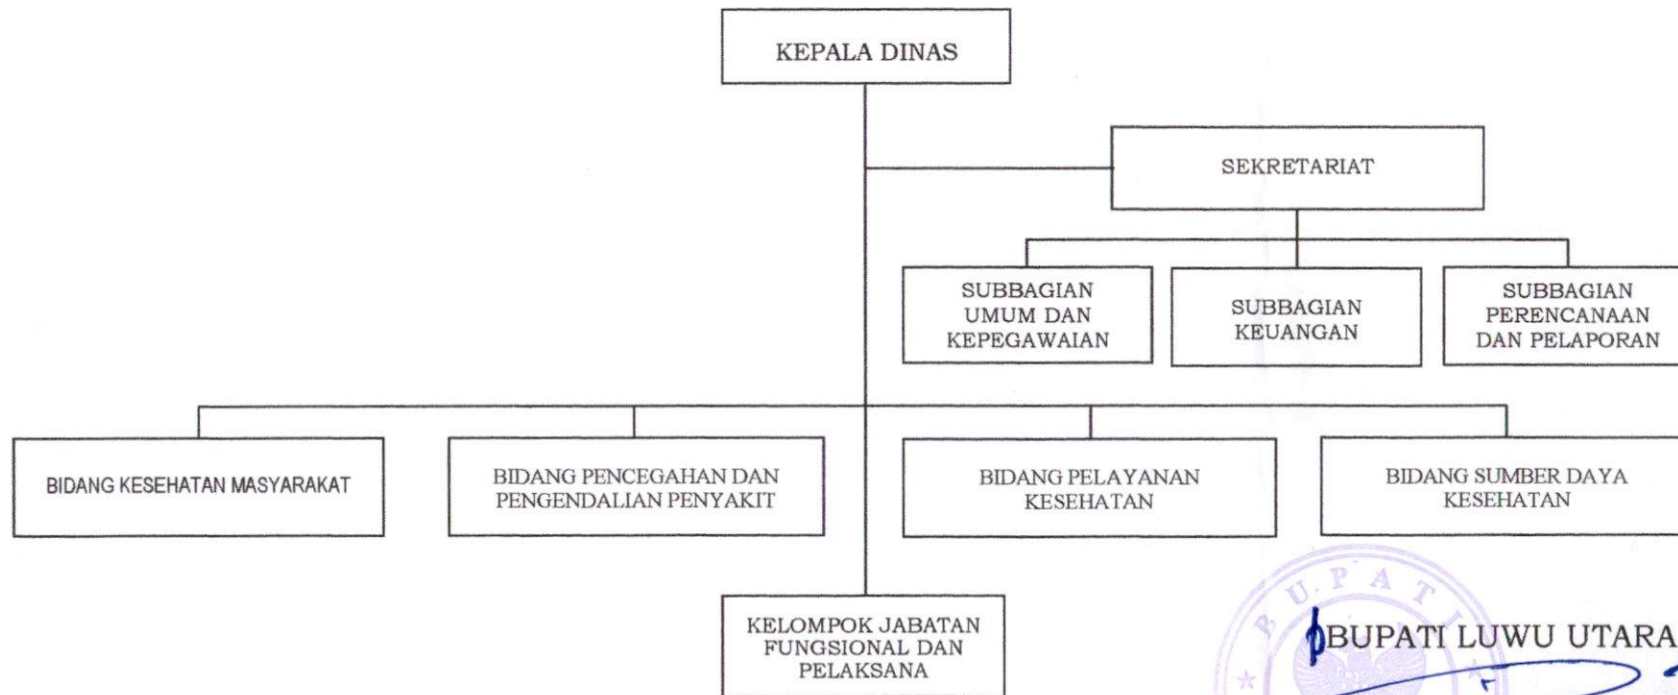 KEPALA DINAS
SEKRETARIAT
SUBBAGIAN
UMUM DAN
KEPEGAWAIAN
SUBBAGIAN
KEUANGAN
SUBBAGIAN
PERENCANAAN
DAN PELAPORAN
BIDANG KESEHATAN MASYARAKAT
BIDANG PENCEGAHAN DAN
PENGENDALIAN PENYAKIT
BIDANG PELAYANAN
KESEHATAN
BIDANG SUMBER DAYA
KESEHATAN
KELOMPOK JABATAN
FUNGSIONAL DAN
PELAKSANA
BUPATI
BUPATI LUWU UTARA